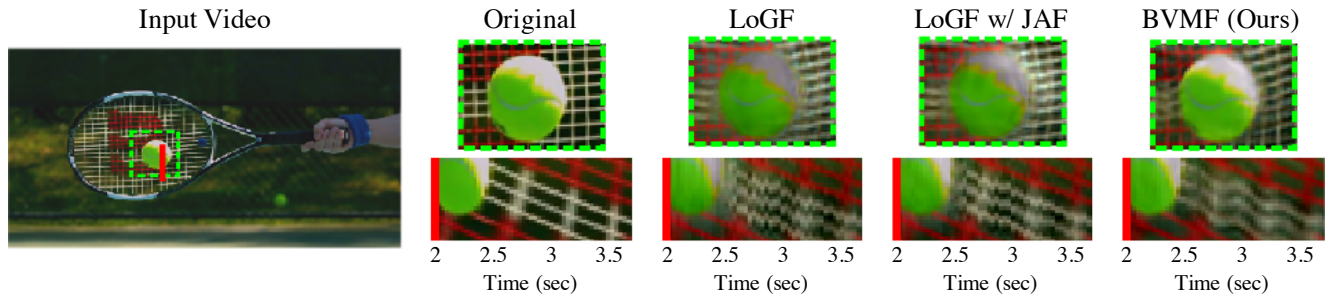 Input Video
Original
LoGF
LoGF w/ JAF
BVMF (Ours)
2 2.5 3 3.5
Time (sec)
2 2.5 3 3.5
Time (sec)
2 2.5 3 3.5
Time (sec)
2 2.5 3 3.5
Time (sec)